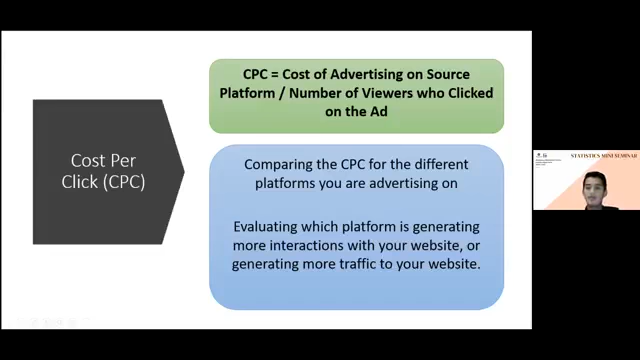 CPC = Cost of Advertising on Source
Platform / Number of Viewers who Clicked
on the Ad
Cost Per
Click (CPC)
Comparing the CPC for the different
platforms you are advertising on
Evaluating which platform is generating
more interactions with your website, or
generating more traffic to your website.
STATISTICS MINI SEMINAR